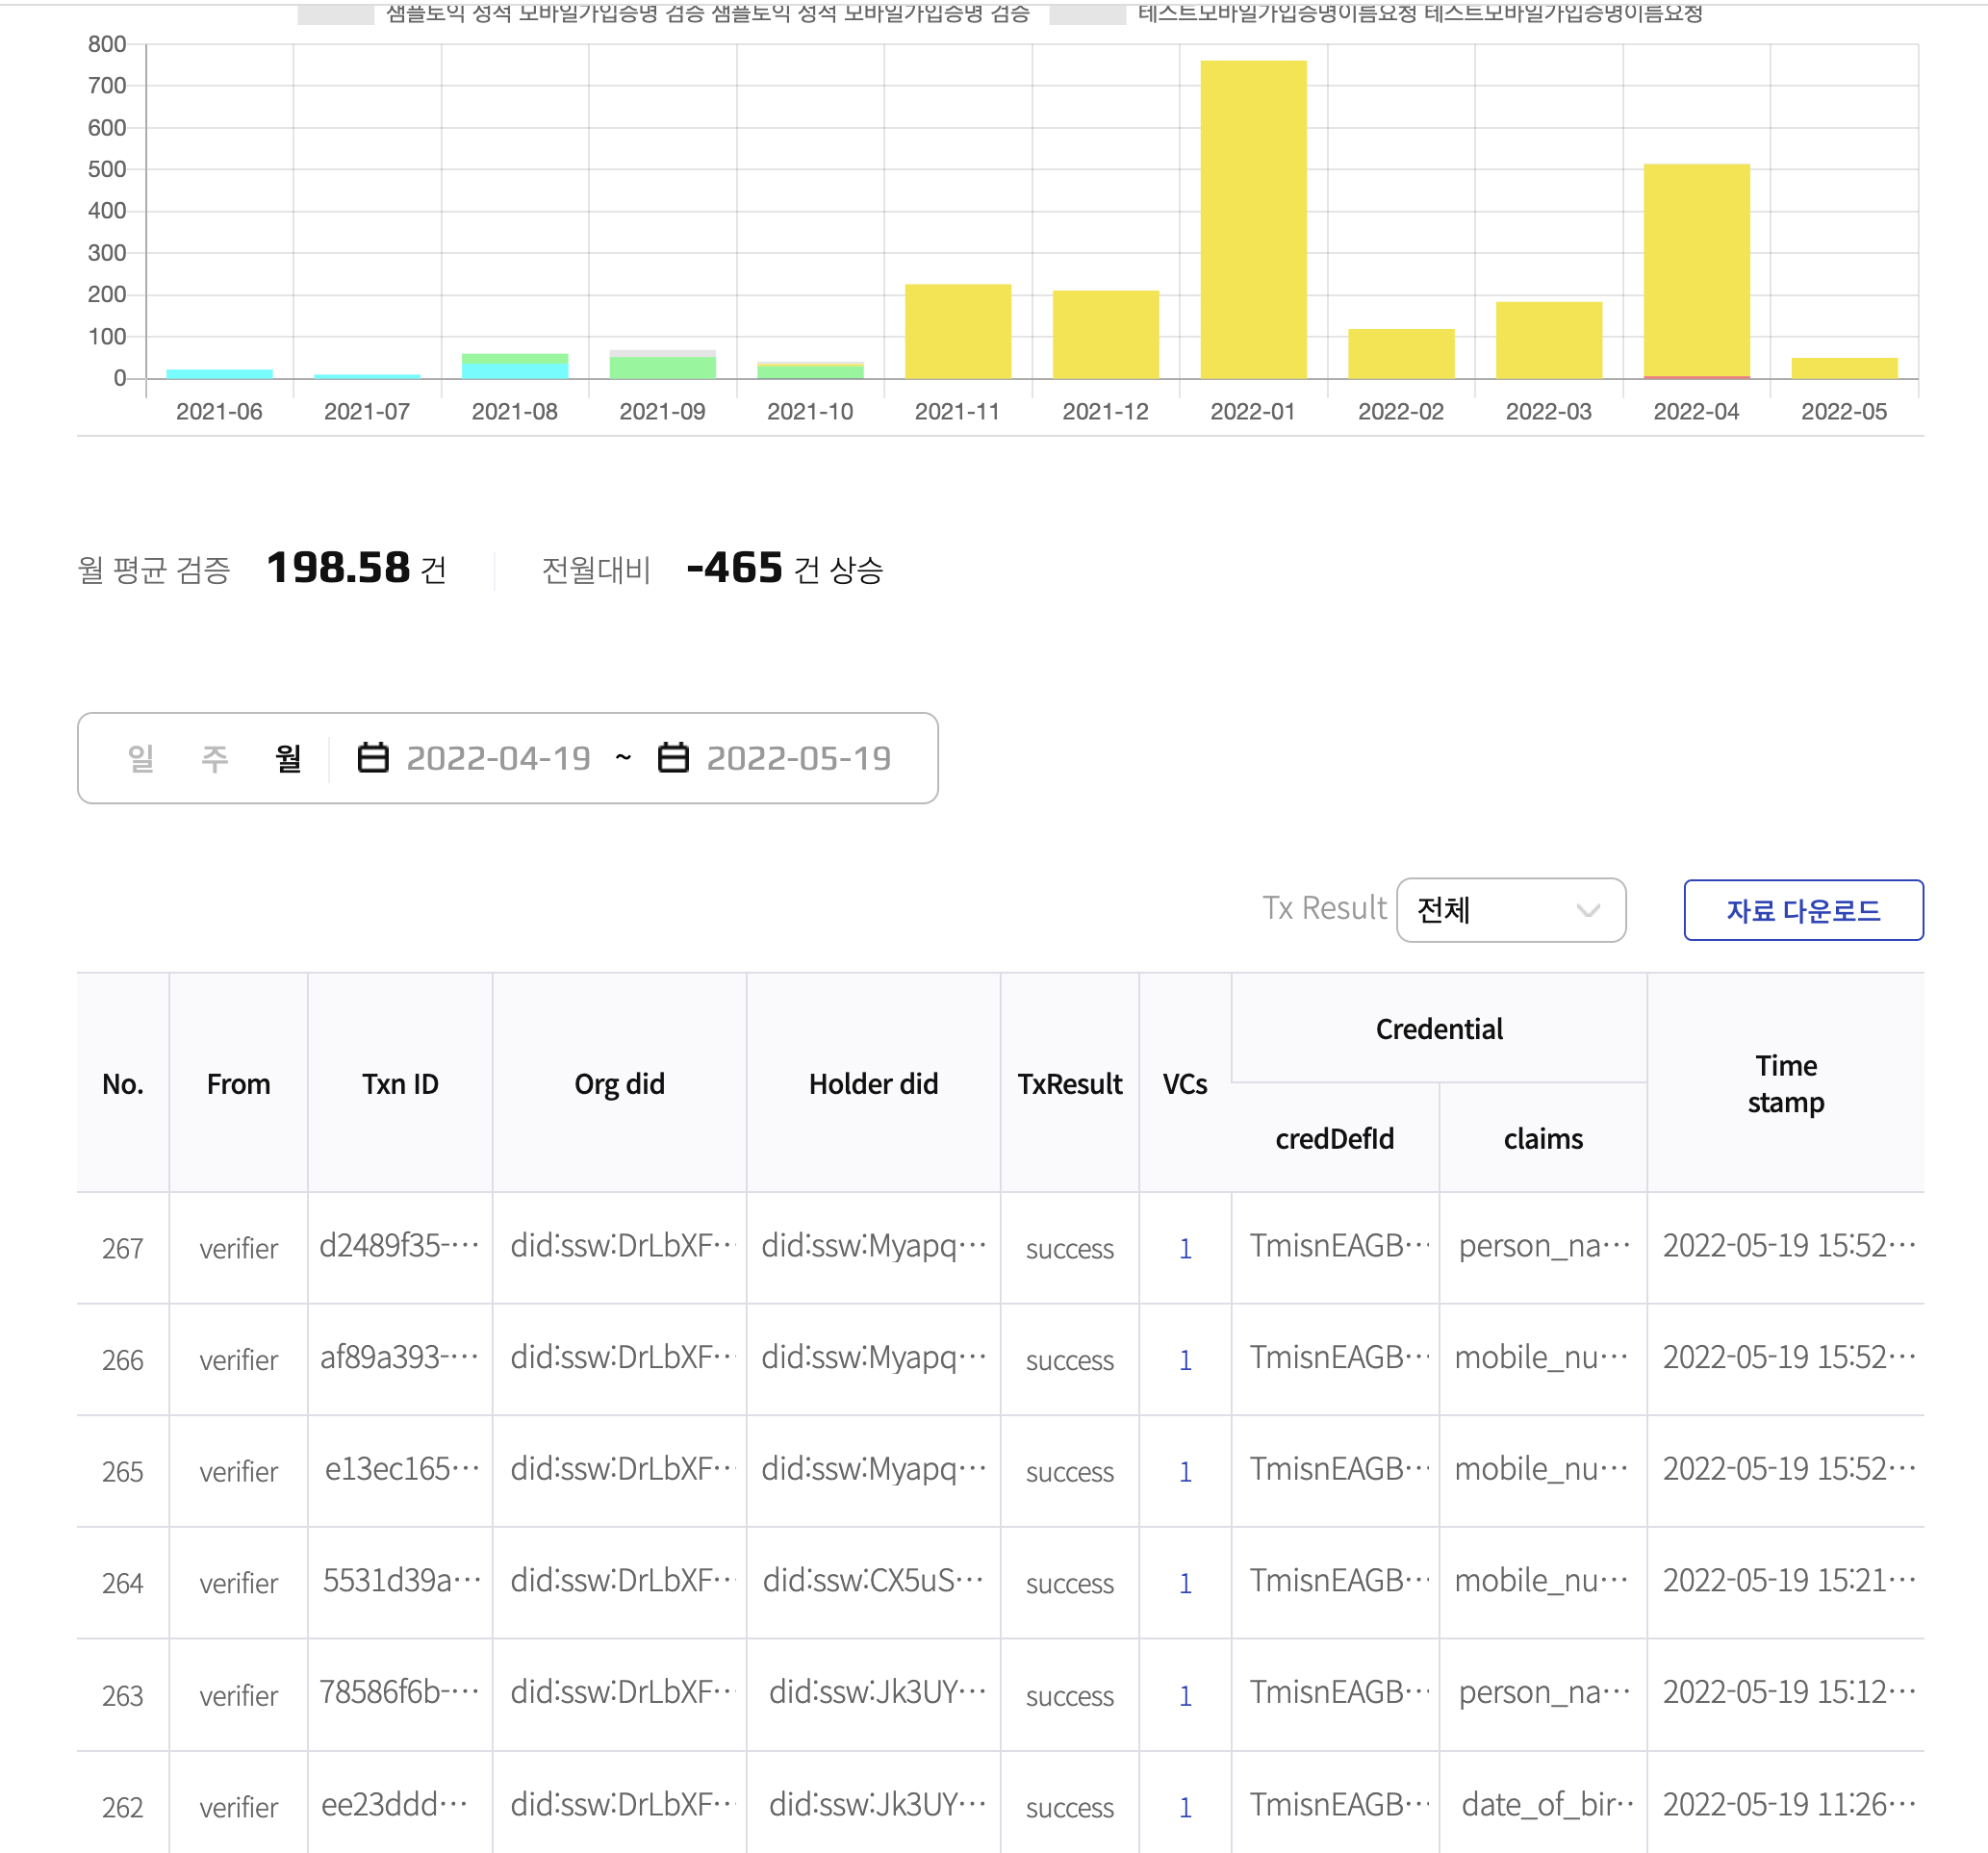 샘플토익 성적 모바일가입증명 검증 샘플토익 성적 모바일가입증명 검증 테스트모바일가입증명이름요청 테스트모바일가입증명이름요청
800
700
600
500
400
300
200
100
0
2021-06 2021-07 2021-08 2021-09 2021-10 2021-11 2021-12 2022-01 2022-02 2022-03 2022-04 2022-05
월 평균 검증 198.58 건 전월대비 -465 건 상승
일 주 월 2022-04-19 ~ 2022-05-19
Tx Result 전체 자료 다운로드
No. From Txn ID Org did Holder did TxResult VCs Credential Time stamp
credDefId claims
267 verifier d2489f35-… did:ssw:DrLbXF… did:ssw:Myapq… success 1 TmisnEAGB… person_na… 2022-05-19 15:52…
266 verifier af89a393-… did:ssw:DrLbXF… did:ssw:Myapq… success 1 TmisnEAGB… mobile_nu… 2022-05-19 15:52…
265 verifier e13ec165… did:ssw:DrLbXF… did:ssw:Myapq… success 1 TmisnEAGB… mobile_nu… 2022-05-19 15:52…
264 verifier 5531d39a… did:ssw:DrLbXF… did:ssw:CX5uS… success 1 TmisnEAGB… mobile_nu… 2022-05-19 15:21…
263 verifier 78586f6b-… did:ssw:DrLbXF… did:ssw:Jk3UY… success 1 TmisnEAGB… person_na… 2022-05-19 15:12…
262 verifier ee23ddd… did:ssw:DrLbXF… did:ssw:Jk3UY… success 1 TmisnEAGB… date_of_bir… 2022-05-19 11:26…